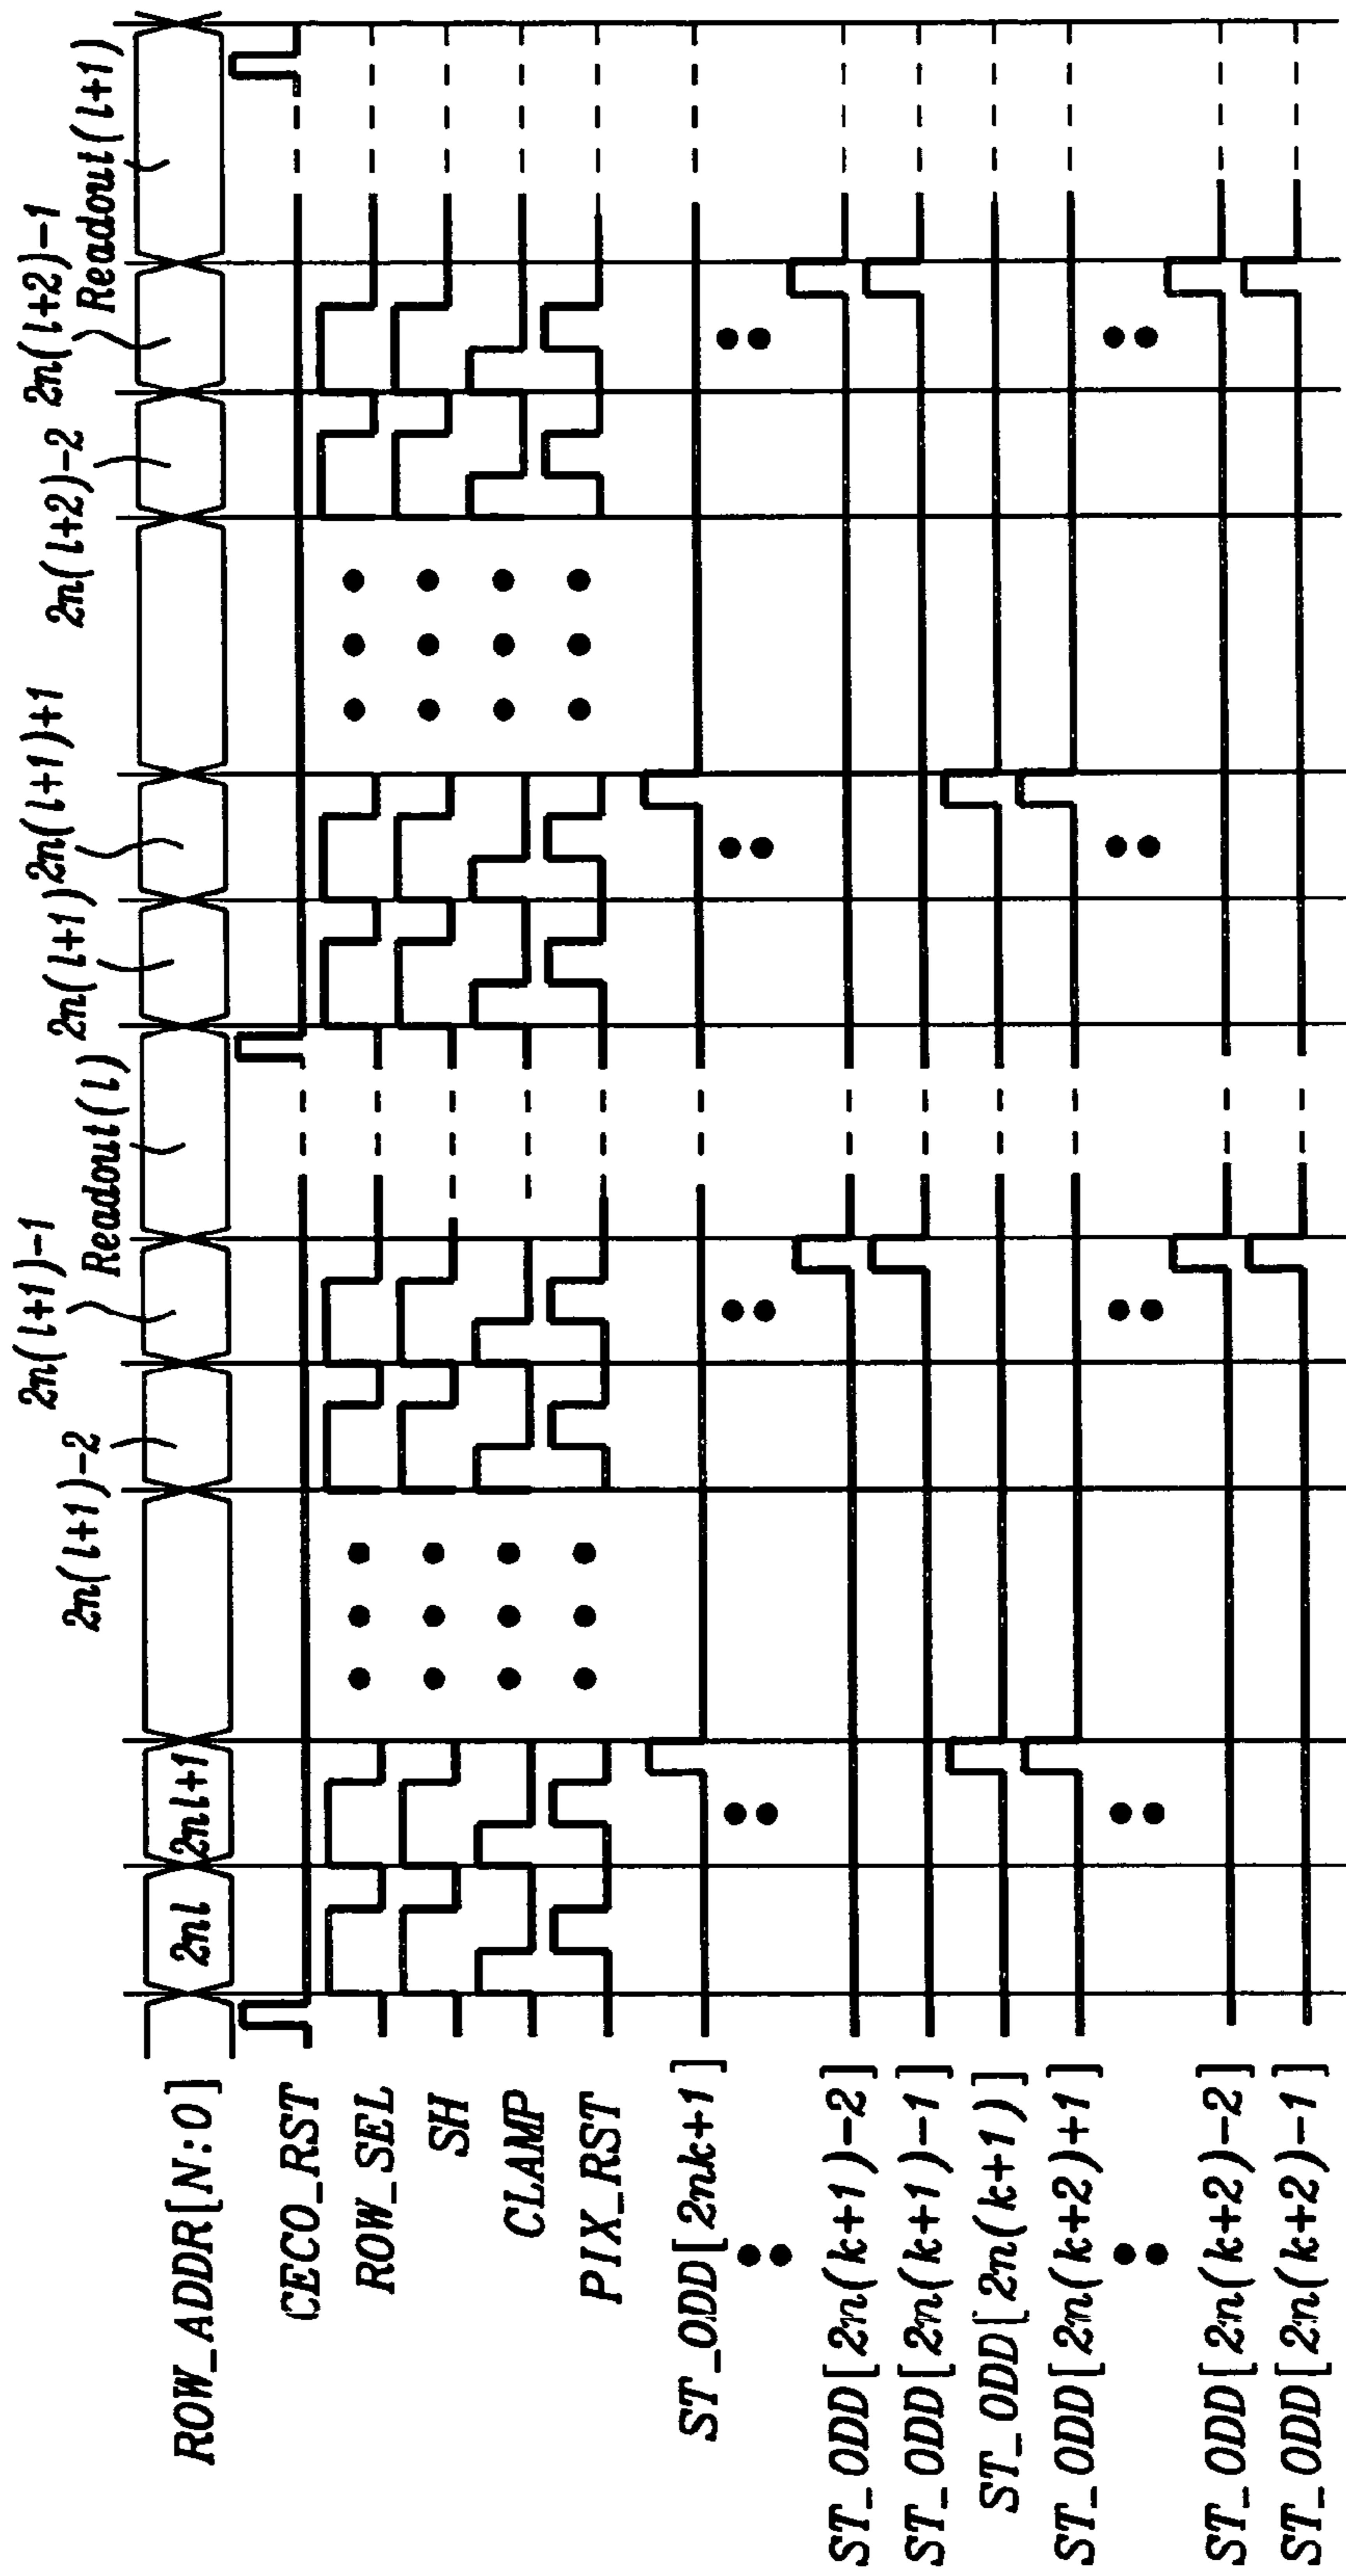 2n(l+1)-2
2n(l+1)-1
Readout(l)
2n(l+1)
2n(l+1)+1
2n(l+2)-2
2n(l+2)-1
Readout(l+1)
ROW_ADDR[N:0]
2nl
2nl+1
CECO_RST
ROW_SEL
SH
CLAMP
PIX_RST
ST_ODD[2nk+1]
ST_ODD[2n(k+1)-2]
ST_ODD[2n(k+1)-1]
ST_ODD[2n(k+1)]
ST_ODD[2n(k+2)+1]
ST_ODD[2n(k+2)-2]
ST_ODD[2n(k+2)-1]